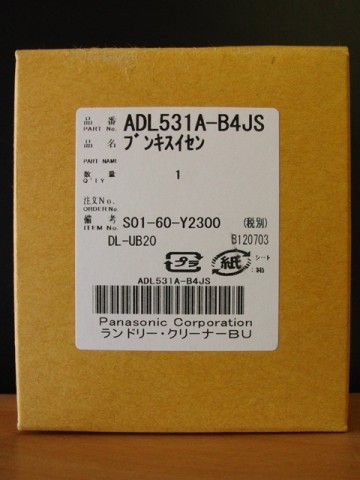 品番 PART No. ADL531A-B4JS
品名 PART NAME ブンキスイセン
数量 Q'TY 1
注文No. ORDER No.
備考 ITEM No. S01-60-Y2300 (税別)
DL-UB20 B120703
タラ 紙 シート
:箱
ADL531A-B4JS
Panasonic Corporation
ランドリー・クリーナーBU